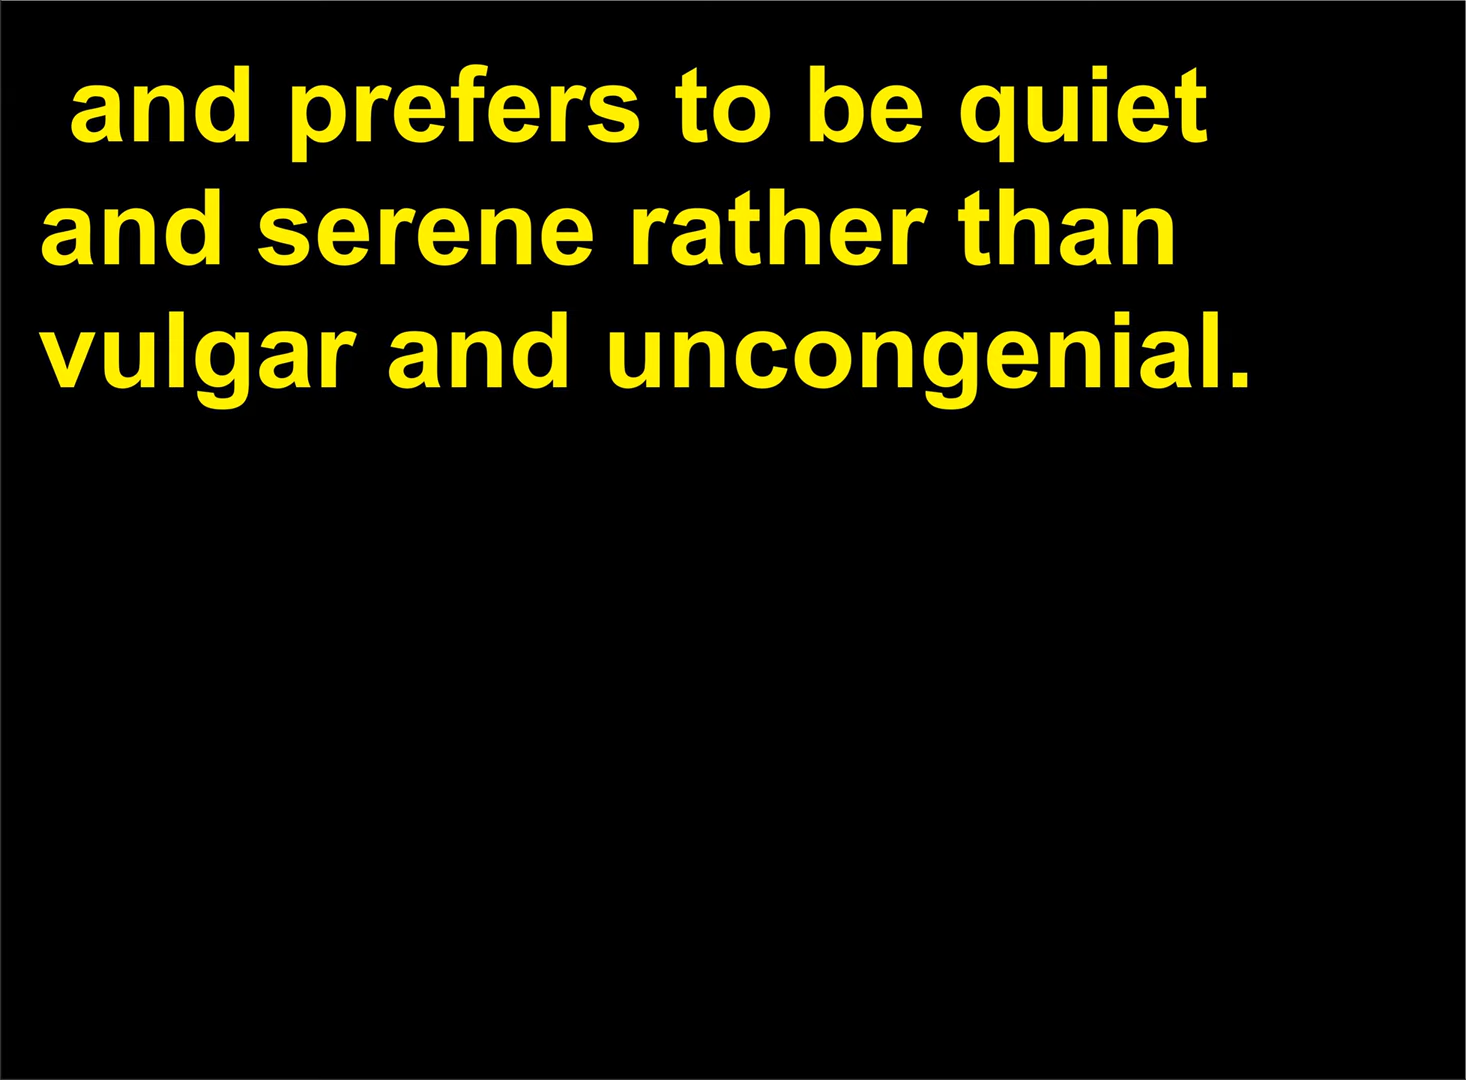 and prefers to be quiet
and serene rather than
vulgar and uncongenial.